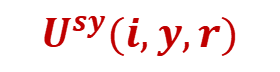 U^{sy}(i, y, r)